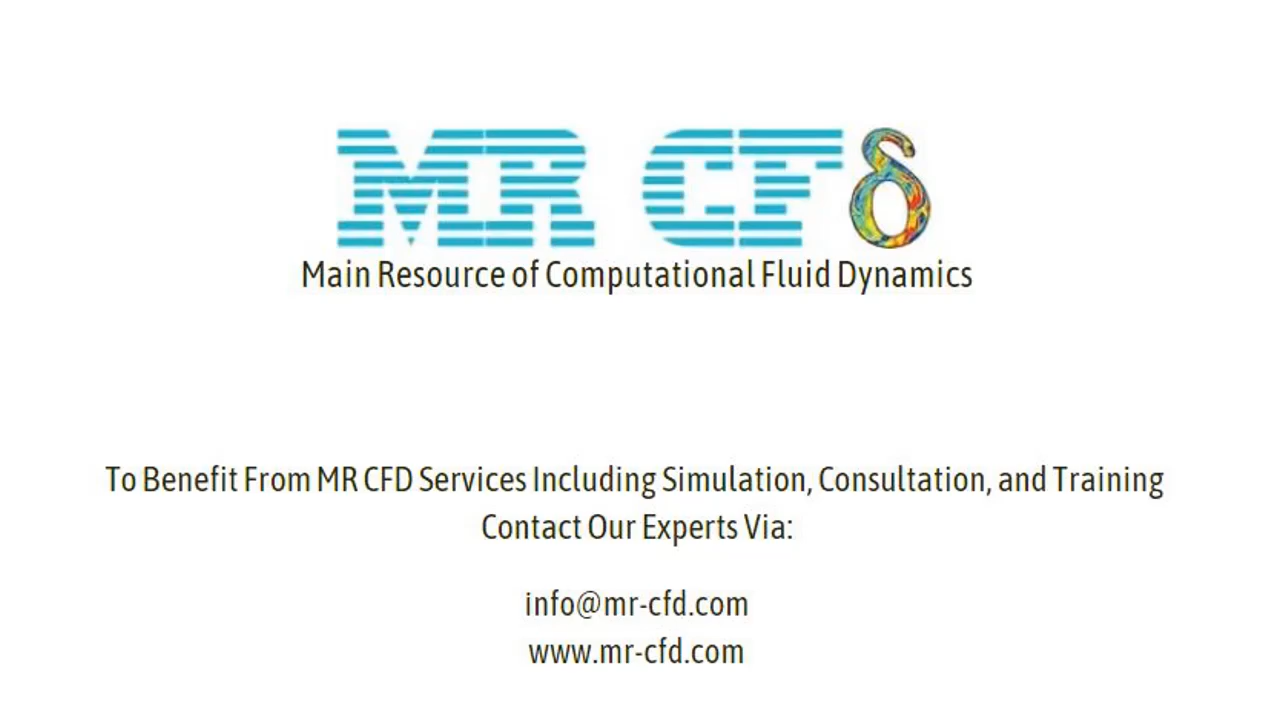 MR CFδ
Main Resource of Computational Fluid Dynamics
To Benefit From MR CFD Services Including Simulation, Consultation, and Training
Contact Our Experts Via:
info@mr-cfd.com
www.mr-cfd.com